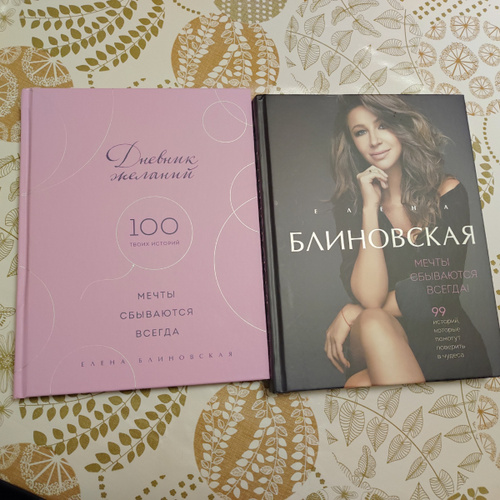 Дневник
желаний
100
ТВОИХ ИСТОРИЙ
МЕЧТЫ
СБЫВАЮТСЯ
ВСЕГДА
ЕЛЕНА БЛИНОВСКАЯ
ЕЛЕНА
БЛИНОВСКАЯ
МЕЧТЫ
СБЫВАЮТСЯ
ВСЕГДА!
99
историй,
которые
помогут
поверить
в чудеса